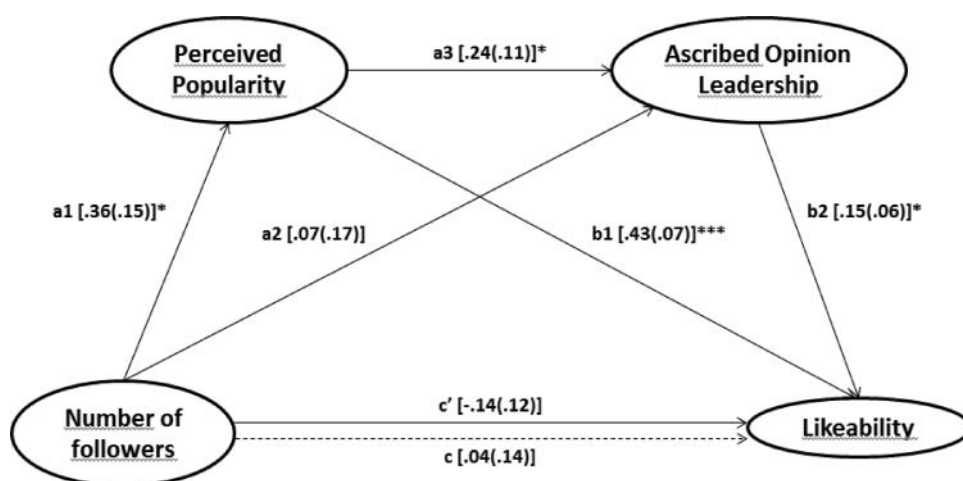 Perceived
Popularity
a3 [.24(.11)]*
Ascribed Opinion
Leadership
a1 [.36(.15)]*
a2 [.07(.17)]
b1 [.43(.07)]***
b2 [.15(.06)]*
Number of
followers
c’ [-.14(.12)]
c [.04(.14)]
Likeability